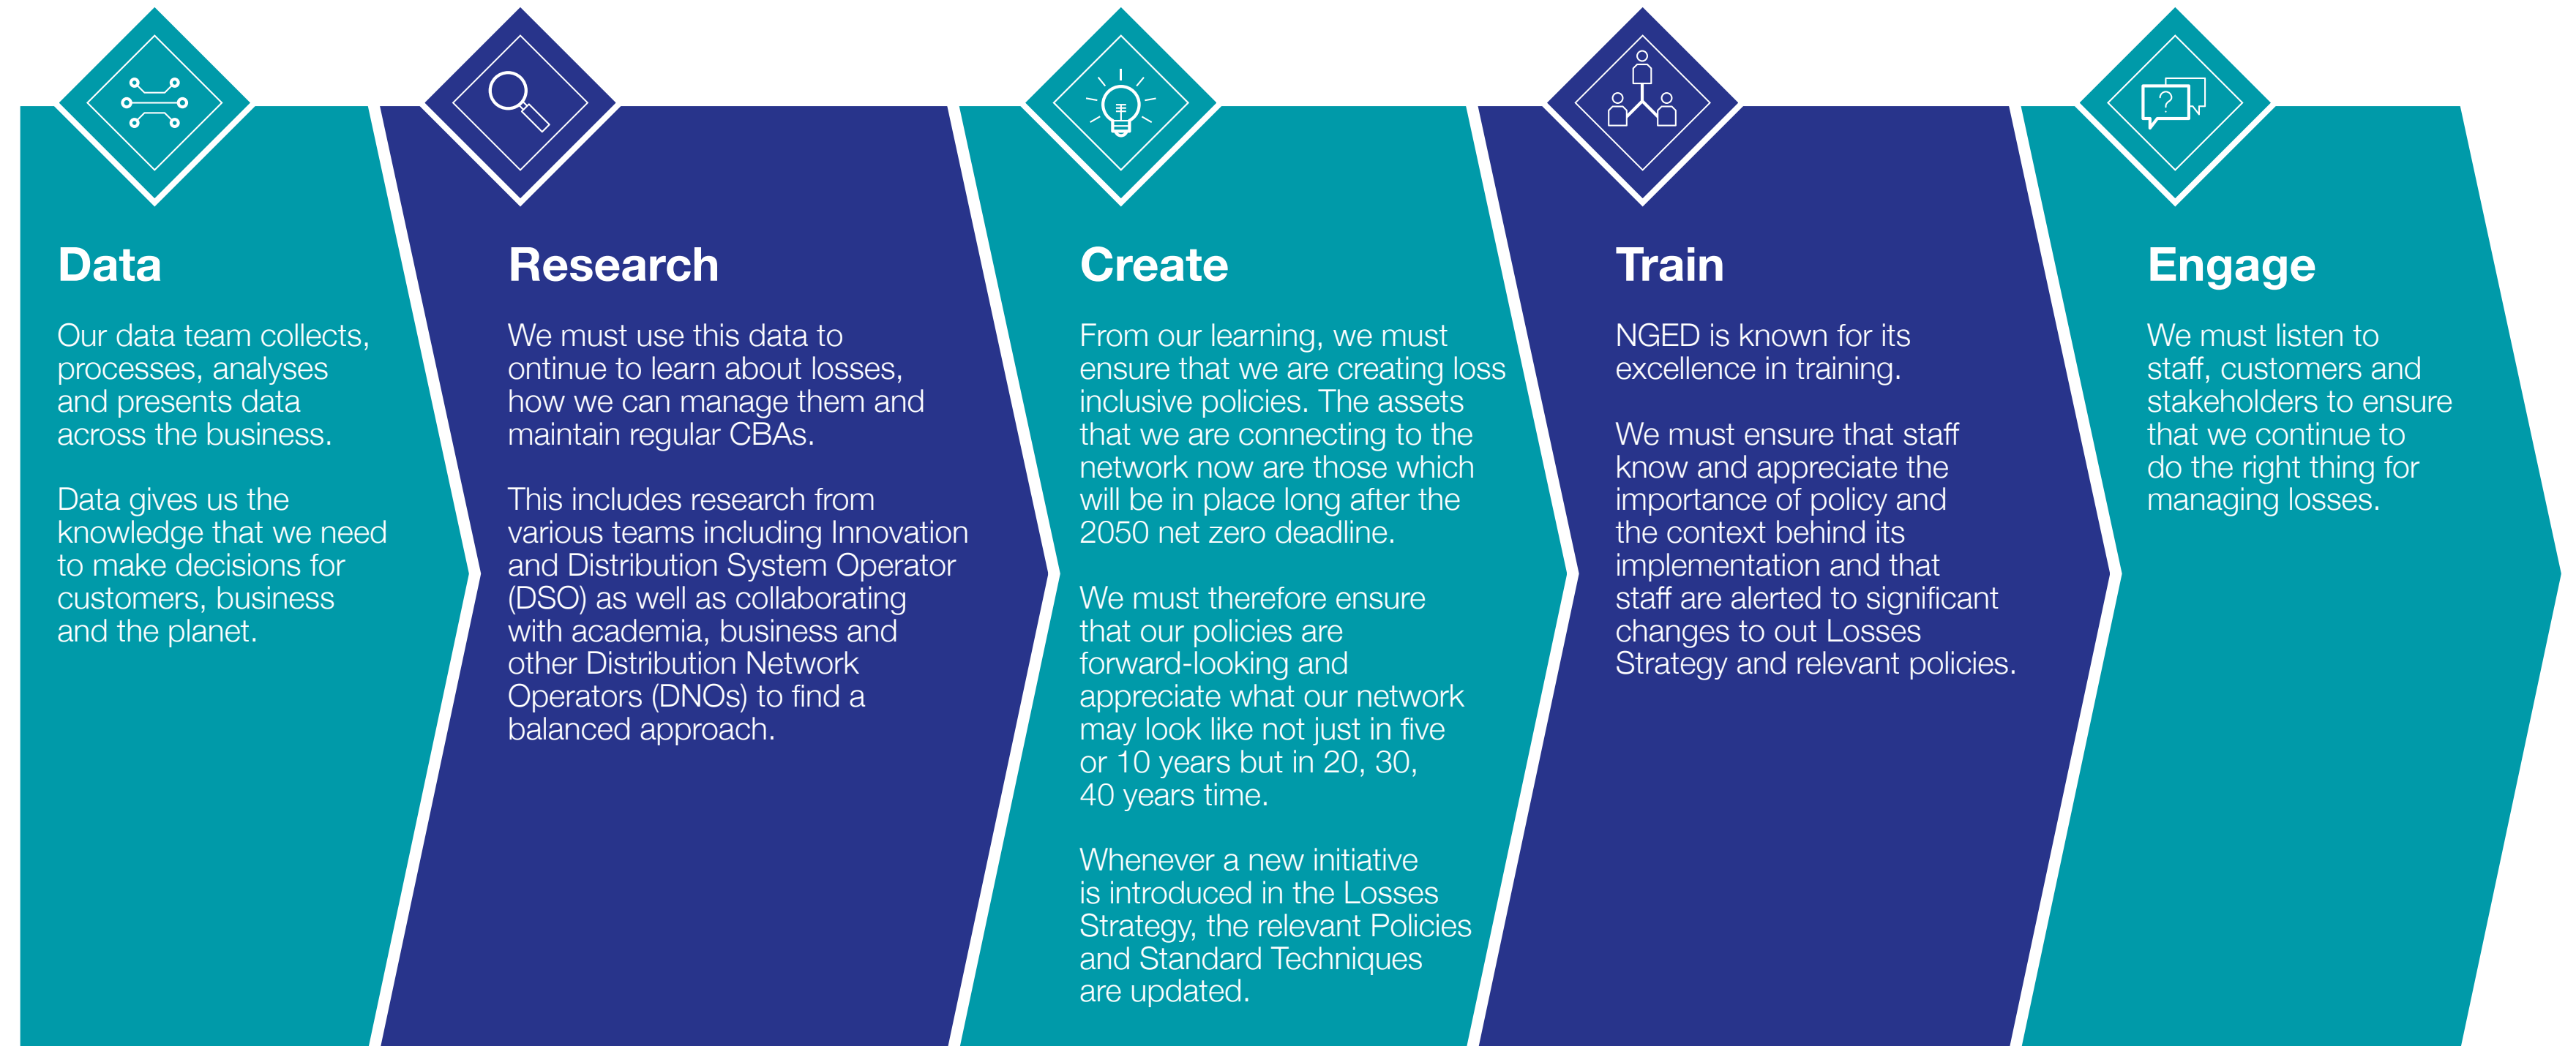 Data
Our data team collects,
processes, analyses
and presents data
across the business.
Data gives us the
knowledge that we need
to make decisions for
customers, business
and the planet.
Research
We must use this data to
ontinue to learn about losses,
how we can manage them and
maintain regular CBAs.
This includes research from
various teams including Innovation
and Distribution System Operator
(DSO) as well as collaborating
with academia, business and
other Distribution Network
Operators (DNOs) to find a
balanced approach.
Create
From our learning, we must
ensure that we are creating loss
inclusive policies. The assets
that we are connecting to the
network now are those which
will be in place long after the
2050 net zero deadline.
We must therefore ensure
that our policies are
forward-looking and
appreciate what our network
may look like not just in five
or 10 years but in 20, 30,
40 years time.
Whenever a new initiative
is introduced in the Losses
Strategy, the relevant Policies
and Standard Techniques
are updated.
Train
NGED is known for its
excellence in training.
We must ensure that staff
know and appreciate the
importance of policy and
the context behind its
implementation and that
staff are alerted to significant
changes to out Losses
Strategy and relevant policies.
?
Engage
We must listen to
staff, customers and
stakeholders to ensure
that we continue to
do the right thing for
managing losses.